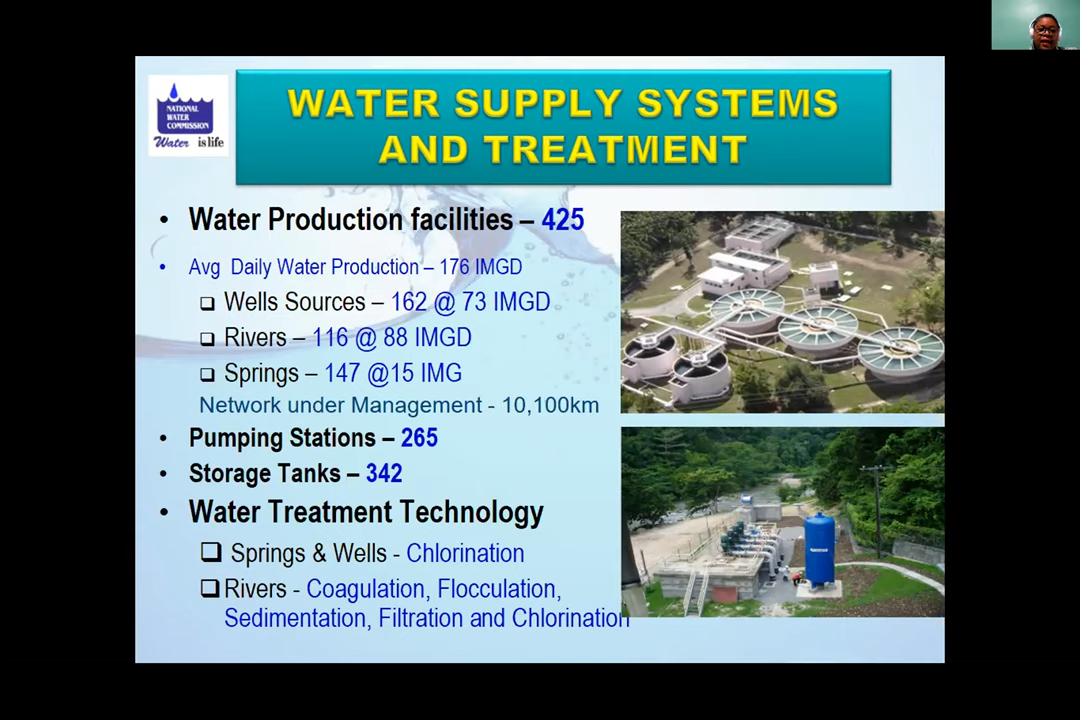 NATIONAL
WATER
COMMISSION
Water is life
WATER SUPPLY SYSTEMS
AND TREATMENT
• Water Production facilities – 425
• Avg Daily Water Production – 176 IMGD
❑ Wells Sources – 162 @ 73 IMGD
❑ Rivers – 116 @ 88 IMGD
❑ Springs – 147 @15 IMG
Network under Management - 10,100km
• Pumping Stations – 265
• Storage Tanks – 342
• Water Treatment Technology
❑ Springs & Wells - Chlorination
❑ Rivers - Coagulation, Flocculation,
Sedimentation, Filtration and Chlorination